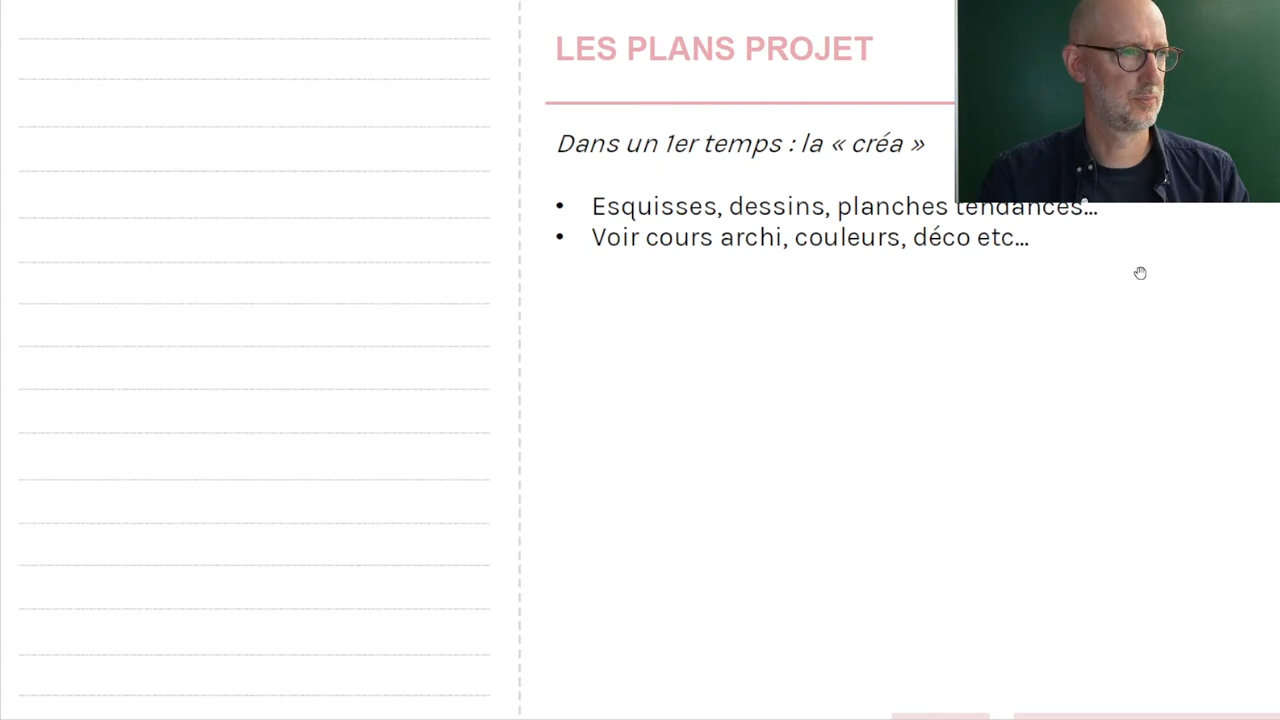 LES PLANS PROJET
Dans un 1er temps : la « créa »
• Esquisses, dessins, planches tendances...
• Voir cours archi, couleurs, déco etc...